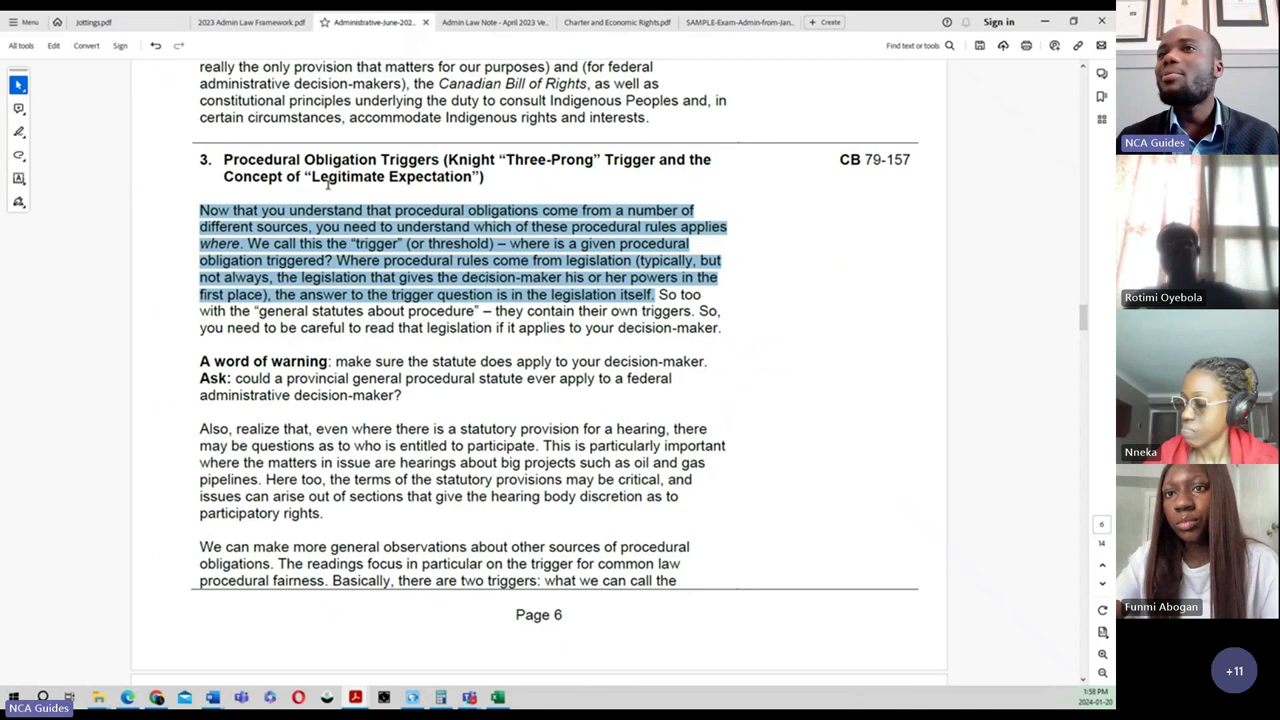 Menu
Jottings.pdf
2023 Admin Law Framework.pdf
Administrative-June-202...
Admin Law Note - April 2023 Ve...
Charter and Economic Rights.pdf
SAMPLE-Exam-Admin-from-Jan...
+ Create
Sign in
All tools
Edit
Convert
Sign
Find text or tools
really the only provision that matters for our purposes) and (for federal
administrative decision-makers), the Canadian Bill of Rights, as well as
constitutional principles underlying the duty to consult Indigenous Peoples and, in
certain circumstances, accommodate Indigenous rights and interests.
3. Procedural Obligation Triggers (Knight “Three-Prong” Trigger and the
Concept of “Legitimate Expectation”)
CB 79-157
Now that you understand that procedural obligations come from a number of
different sources, you need to understand which of these procedural rules applies
where. We call this the “trigger” (or threshold) – where is a given procedural
obligation triggered? Where procedural rules come from legislation (typically, but
not always, the legislation that gives the decision-maker his or her powers in the
first place), the answer to the trigger question is in the legislation itself. So too
with the “general statutes about procedure” – they contain their own triggers. So,
you need to be careful to read that legislation if it applies to your decision-maker.
A word of warning: make sure the statute does apply to your decision-maker.
Ask: could a provincial general procedural statute ever apply to a federal
administrative decision-maker?
Also, realize that, even where there is a statutory provision for a hearing, there
may be questions as to who is entitled to participate. This is particularly important
where the matters in issue are hearings about big projects such as oil and gas
pipelines. Here too, the terms of the statutory provisions may be critical, and
issues can arise out of sections that give the hearing body discretion as to
participatory rights.
We can make more general observations about other sources of procedural
obligations. The readings focus in particular on the trigger for common law
procedural fairness. Basically, there are two triggers: what we can call the
Page 6
6
14
1:58 PM
2024-01-20
NCA Guides
NCA Guides
Rotimi Oyebola
Nneka
Funmi Abogan
+11